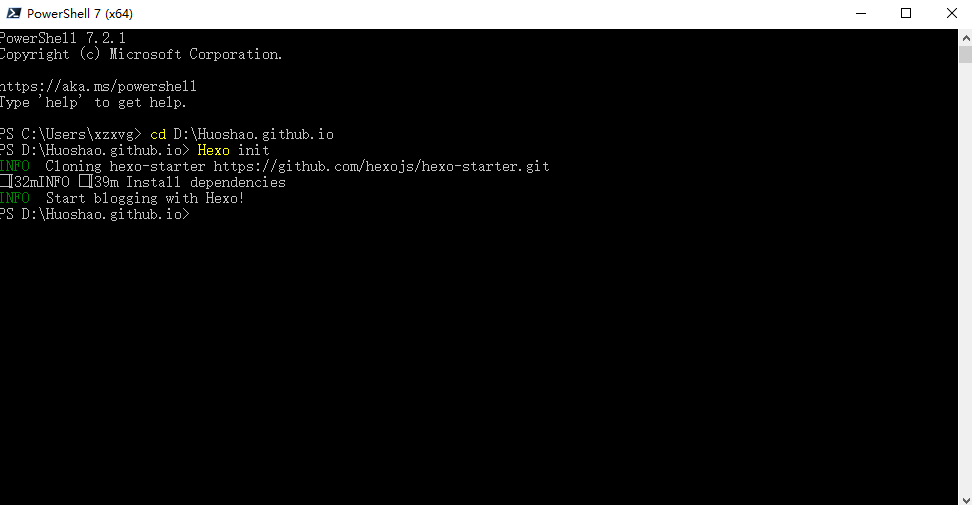 PowerShell 7 (x64)
PowerShell 7.2.1
Copyright (c) Microsoft Corporation.
https://aka.ms/powershell
Type 'help' to get help.
PS C:\Users\xzxvg> cd D:\Huoshao.github.io
PS D:\Huoshao.github.io> Hexo init
INFO  Cloning hexo-starter https://github.com/hexojs/hexo-starter.git
□[32mINFO □[39m Install dependencies
INFO  Start blogging with Hexo!
PS D:\Huoshao.github.io>